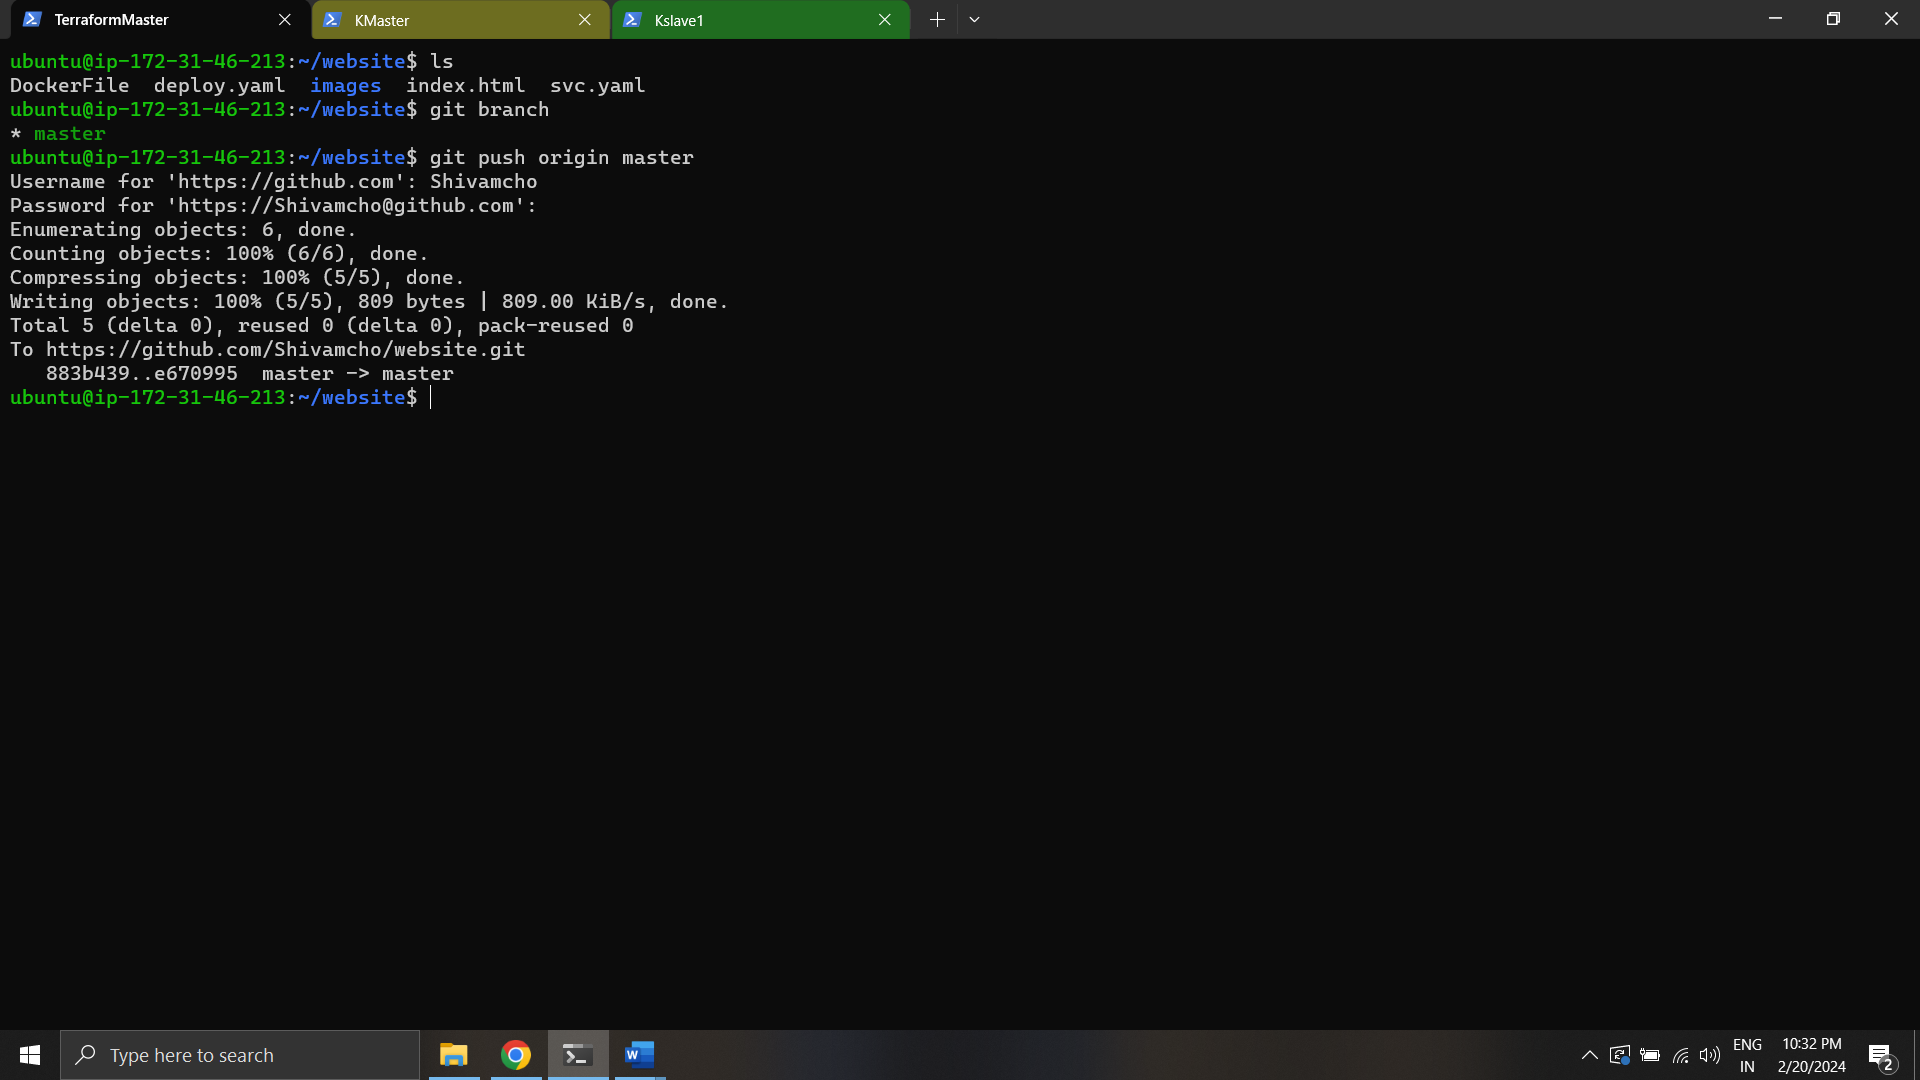 TerraformMaster
KMaster
Kslave1
ubuntu@ip-172-31-46-213:~/website$ ls
DockerFile  deploy.yaml  images  index.html  svc.yaml
ubuntu@ip-172-31-46-213:~/website$ git branch
* master
ubuntu@ip-172-31-46-213:~/website$ git push origin master
Username for 'https://github.com': Shivamcho
Password for 'https://Shivamcho@github.com':
Enumerating objects: 6, done.
Counting objects: 100% (6/6), done.
Compressing objects: 100% (5/5), done.
Writing objects: 100% (5/5), 809 bytes | 809.00 KiB/s, done.
Total 5 (delta 0), reused 0 (delta 0), pack-reused 0
To https://github.com/Shivamcho/website.git
   883b439..e670995  master -> master
ubuntu@ip-172-31-46-213:~/website$
Type here to search
W
ENG
IN
10:32 PM
2/20/2024
2